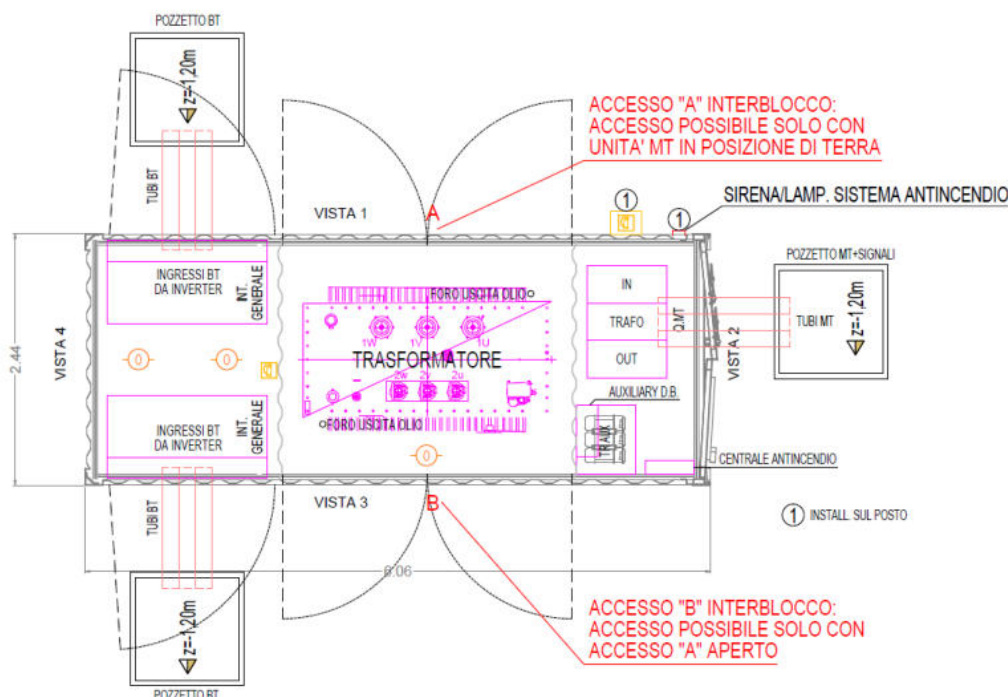 POZZETTO BT
z=-1,20m
TUBI BT
ACCESSO "A" INTERBLOCCO:
ACCESSO POSSIBILE SOLO CON
UNITA' MT IN POSIZIONE DI TERRA
1
1
SIRENA/LAMP. SISTEMA ANTINCENDIO
VISTA 1
A
POZZETTO MT+SIGNALI
INGRESSI BT
DA INVERTER
INT.
GENERALE
FORO USCITA OLIO
IN
TRAFO
OUT
Q.MT
TUBI MT
z=-1,20m
VISTA 4
2.44
0
0
1W
1V
1U
TRASFORMATORE
2w
2v
2u
VISTA 2
AUXILIARY D.B.
INGRESSI BT
DA INVERTER
INT.
GENERALE
FORO USCITA OLIO
0
TR AUX
CENTRALE ANTINCENDIO
TUBI BT
VISTA 3
B
1 INSTALL. SUL POSTO
6.06
z=-1,20m
ACCESSO "B" INTERBLOCCO:
ACCESSO POSSIBILE SOLO CON
ACCESSO "A" APERTO
POZZETTO BT